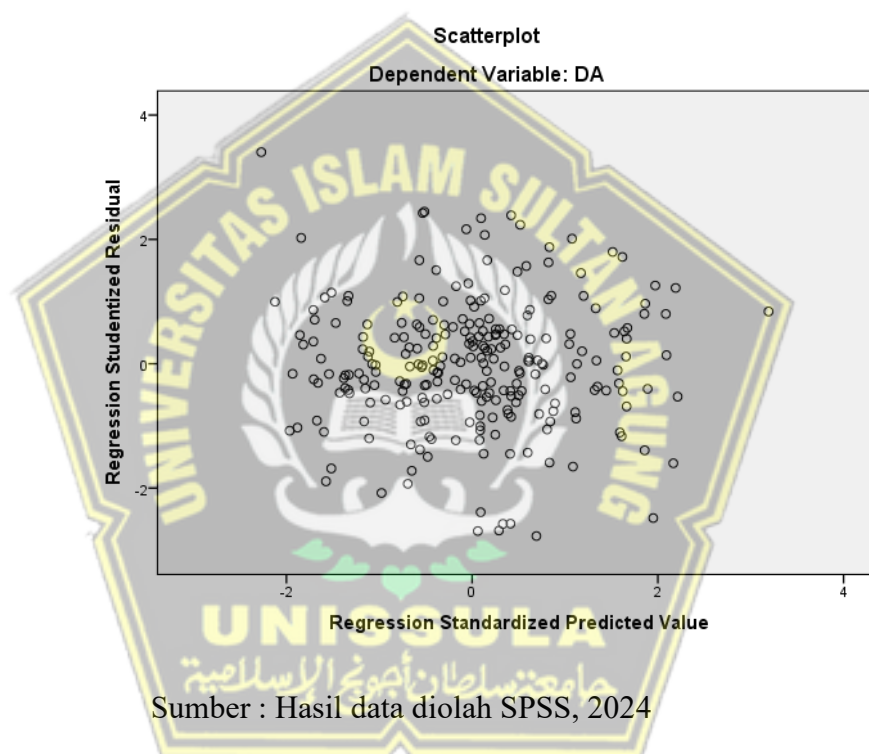 Scatterplot
Dependent Variable: DA
Regression Studentized Residual
4
2
0
-2
-2
0
2
4
Regression Standardized Predicted Value
UNIVERSITAS ISLAM SULTAN AGUNG
UNISSULA
جامعة سلطان أجونج الإسلامية
Sumber : Hasil data diolah SPSS, 2024